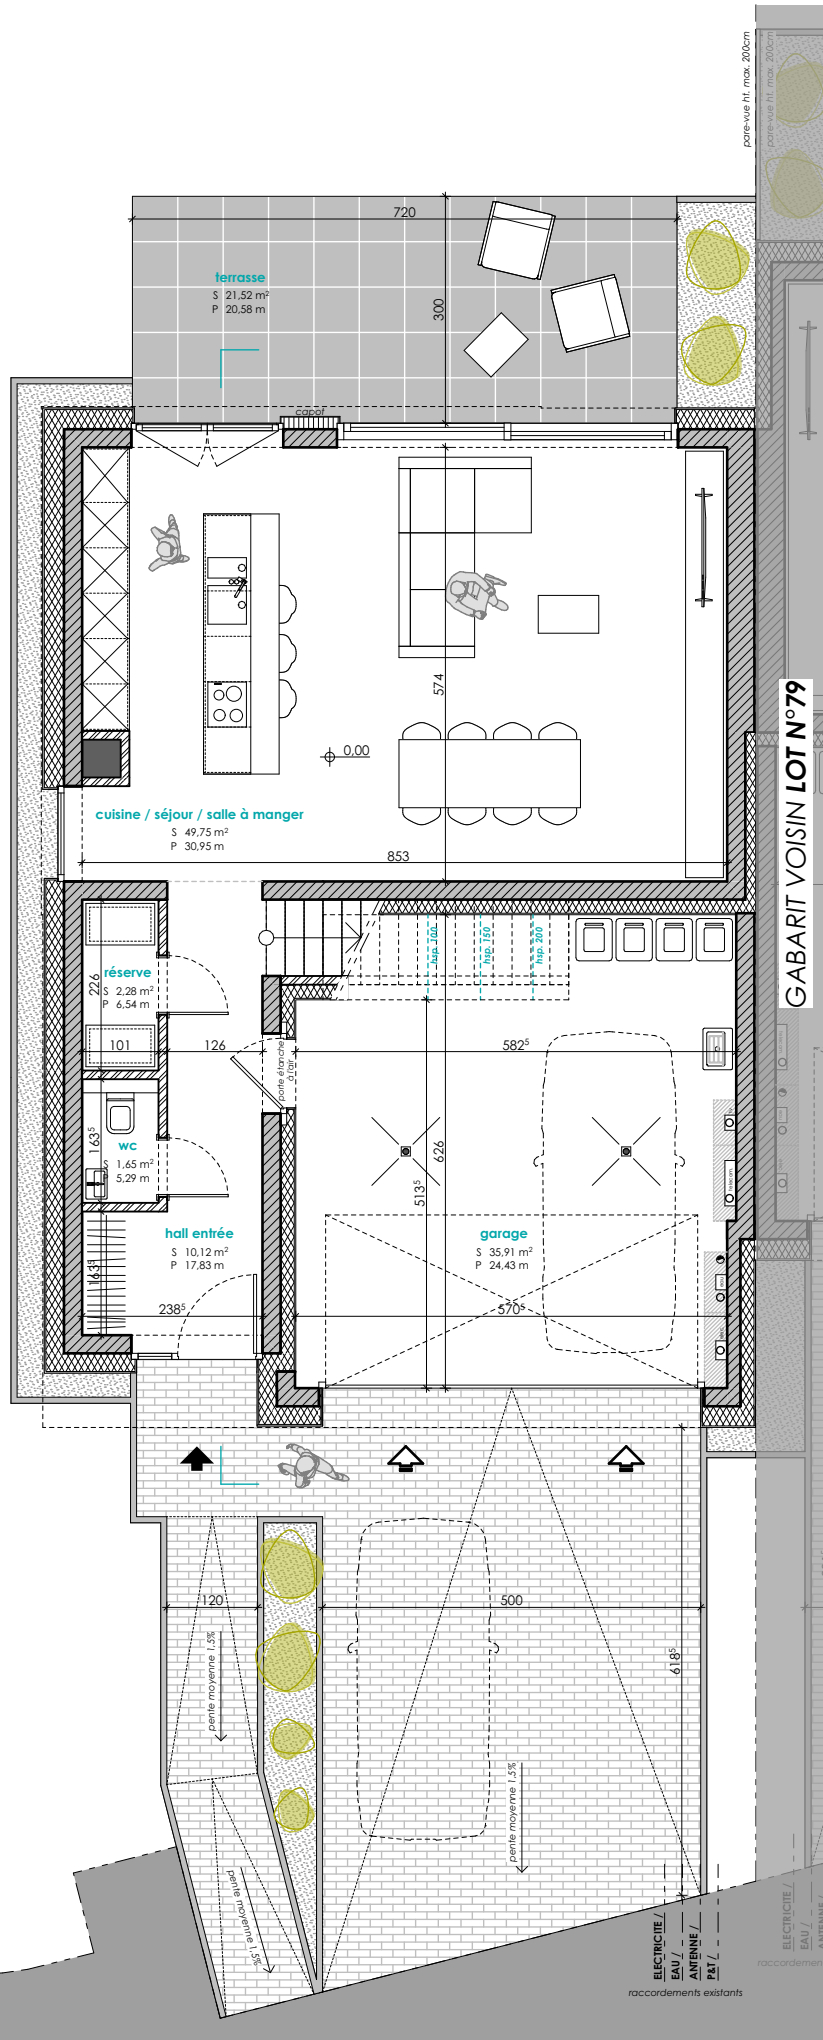 pare-vue ht. max. 200cm
pare-vue ht. max. 200cm
720
terrasse
S 21,52 m²
P 20,58 m
300
capot
574
0,00
GABARIT VOISIN LOT N°79
cuisine / séjour / salle à manger
S 49,75 m²
P 30,95 m
853
hsp. 100
hsp. 150
hsp. 200
réserve
S 2,28 m²
P 6,54 m
226
101
126
582⁵
porte étanche
à l'air
wc
S 1,65 m²
P 5,29 m
163⁵
626
513⁵
hall entrée
S 10,12 m²
P 17,83 m
garage
S 35,91 m²
P 24,43 m
163⁵
238⁵
570⁵
120
500
618⁵
pente moyenne 1,5%
pente moyenne 1,5%
pente moyenne 1,5%
ELECTRICITE /
EAU /
ANTENNE /
P&T /
raccordements existants
ELECTRICITE /
EAU /
ANTENNE /